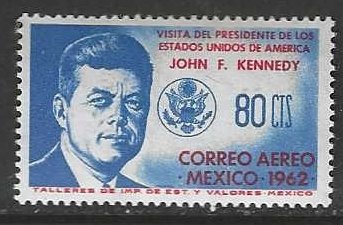 VISITA DEL PRESIDENTE DE LOS
ESTADOS UNIDOS DE AMERICA
JOHN F. KENNEDY
80 CTS
CORREO AEREO
·MEXICO·1962·
TALLERES DE IMP. DE EST. Y VALORES-MEXICO